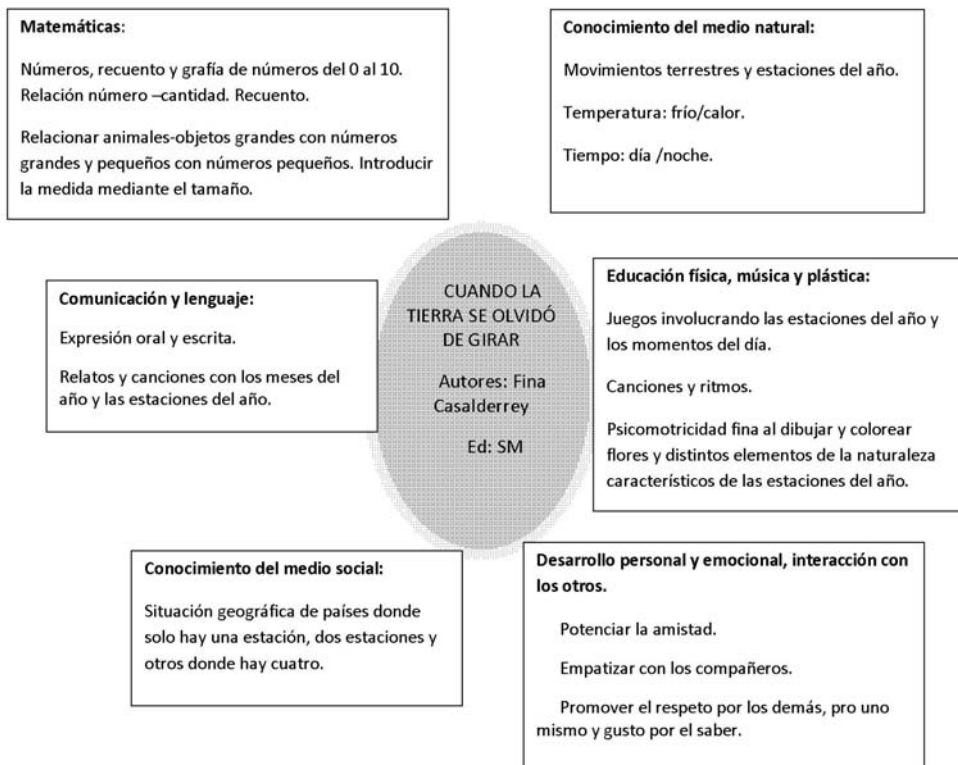 Matemáticas:
Números, recuento y grafía de números del 0 al 10.
Relación número –cantidad. Recuento.
Relacionar animales-objetos grandes con números
grandes y pequeños con números pequeños. Introducir
la medida mediante el tamaño.
Conocimiento del medio natural:
Movimientos terrestres y estaciones del año.
Temperatura: frío/calor.
Tiempo: día /noche.
Comunicación y lenguaje:
Expresión oral y escrita.
Relatos y canciones con los meses del
año y las estaciones del año.
CUANDO LA
TIERRA SE OLVIDÓ
DE GIRAR
Autores: Fina
Casalderrey
Ed: SM
Educación física, música y plástica:
Juegos involucrando las estaciones del año y
los momentos del día.
Canciones y ritmos.
Psicomotricidad fina al dibujar y colorear
flores y distintos elementos de la naturaleza
característicos de las estaciones del año.
Conocimiento del medio social:
Situación geográfica de países donde
solo hay una estación, dos estaciones y
otros donde hay cuatro.
Desarrollo personal y emocional, interacción con
los otros.
Potenciar la amistad.
Empatizar con los compañeros.
Promover el respeto por los demás, pro uno
mismo y gusto por el saber.